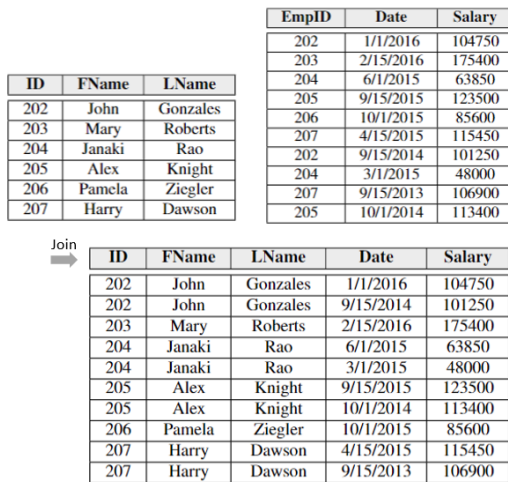 ID FName LName
202 John Gonzales
203 Mary Roberts
204 Janaki Rao
205 Alex Knight
206 Pamela Ziegler
207 Harry Dawson
EmpID Date Salary
202 1/1/2016 104750
203 2/15/2016 175400
204 6/1/2015 63850
205 9/15/2015 123500
206 10/1/2015 85600
207 4/15/2015 115450
202 9/15/2014 101250
204 3/1/2015 48000
207 9/15/2013 106900
205 10/1/2014 113400
Join
ID FName LName Date Salary
202 John Gonzales 1/1/2016 104750
202 John Gonzales 9/15/2014 101250
203 Mary Roberts 2/15/2016 175400
204 Janaki Rao 6/1/2015 63850
204 Janaki Rao 3/1/2015 48000
205 Alex Knight 9/15/2015 123500
205 Alex Knight 10/1/2014 113400
206 Pamela Ziegler 10/1/2015 85600
207 Harry Dawson 4/15/2015 115450
207 Harry Dawson 9/15/2013 106900